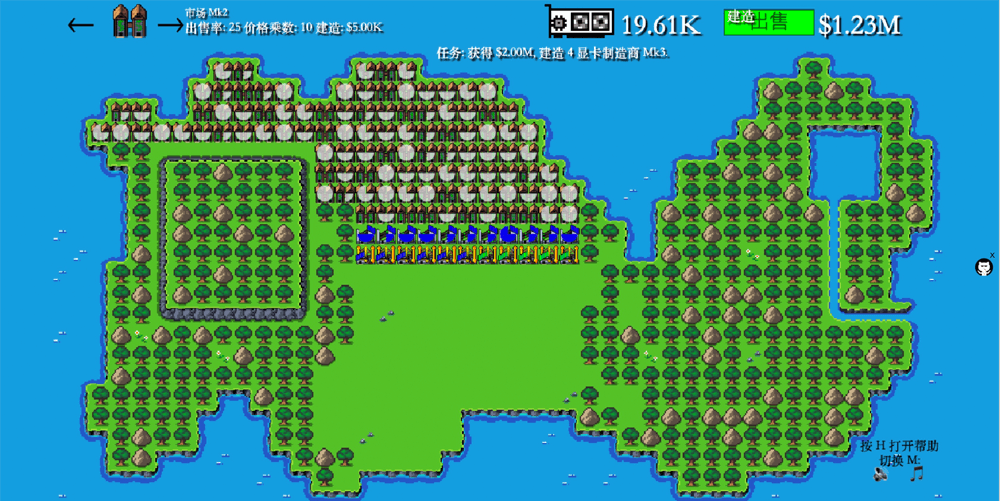 市场 Mk2
出售率: 25 价格乘数: 10 建造: $5.00K
19.61K
建造
出售
$1.23M
任务: 获得 $2.00M, 建造 4 显卡制造商 Mk3.
x
按 H 打开帮助
切换 M: